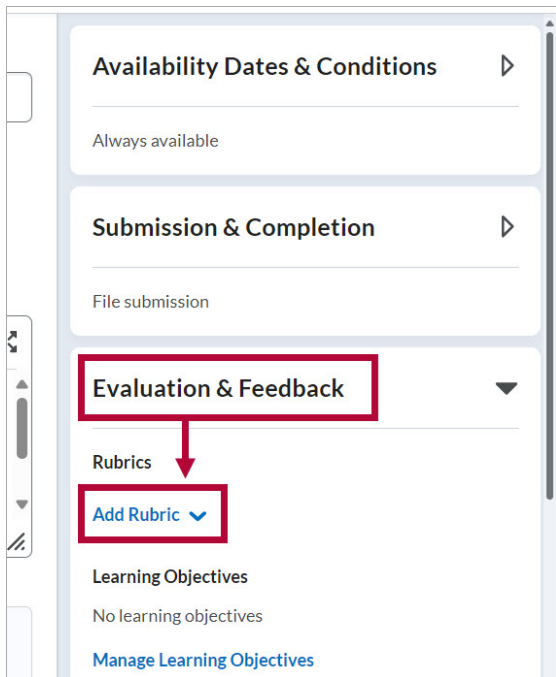 Availability Dates & Conditions
Always available
Submission & Completion
File submission
Evaluation & Feedback
Rubrics
Add Rubric
Learning Objectives
No learning objectives
Manage Learning Objectives